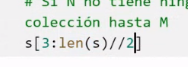 # Si N no tiene ning
colección hasta M
s[3:len(s)//2]